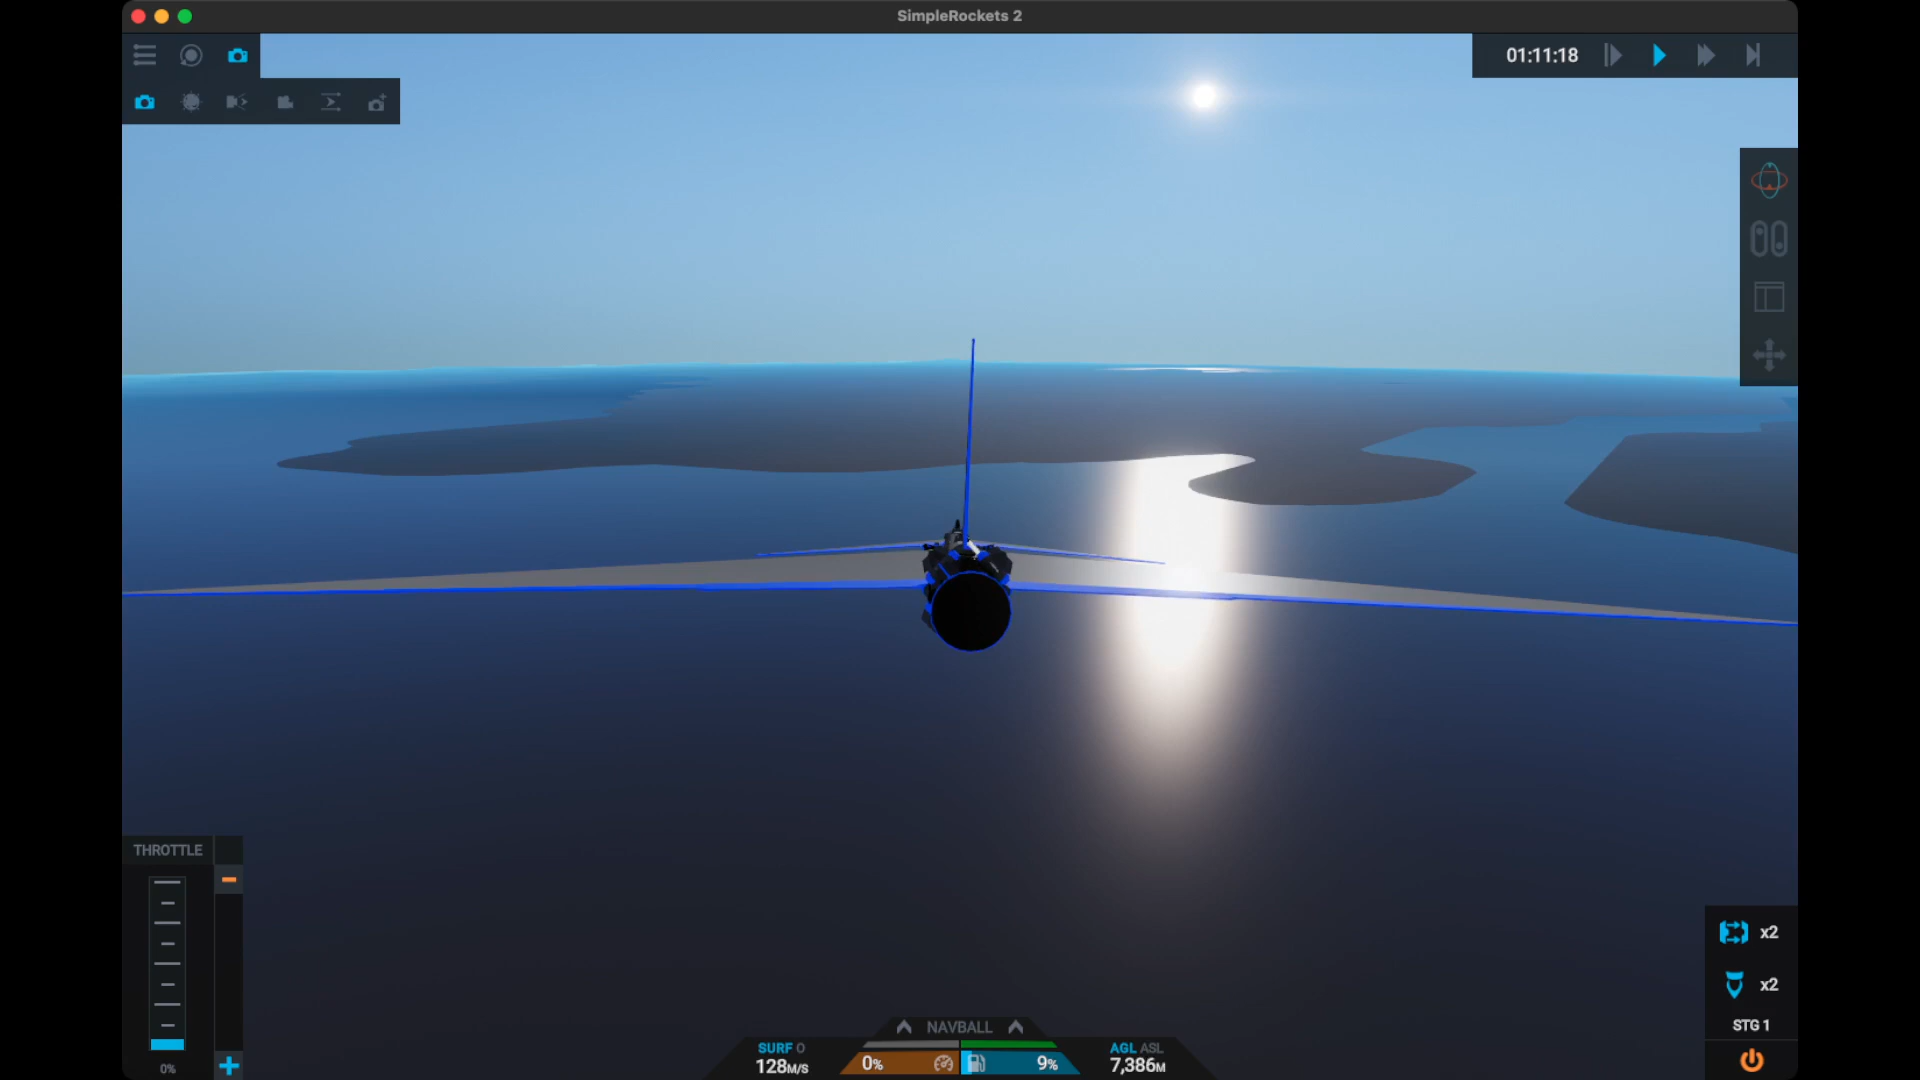 SimpleRockets 2
01:11:18
THROTTLE
0%
x2
x2
STG 1
NAVBALL
SURF O
128M/S
0%
9%
AGL ASL
7,386M